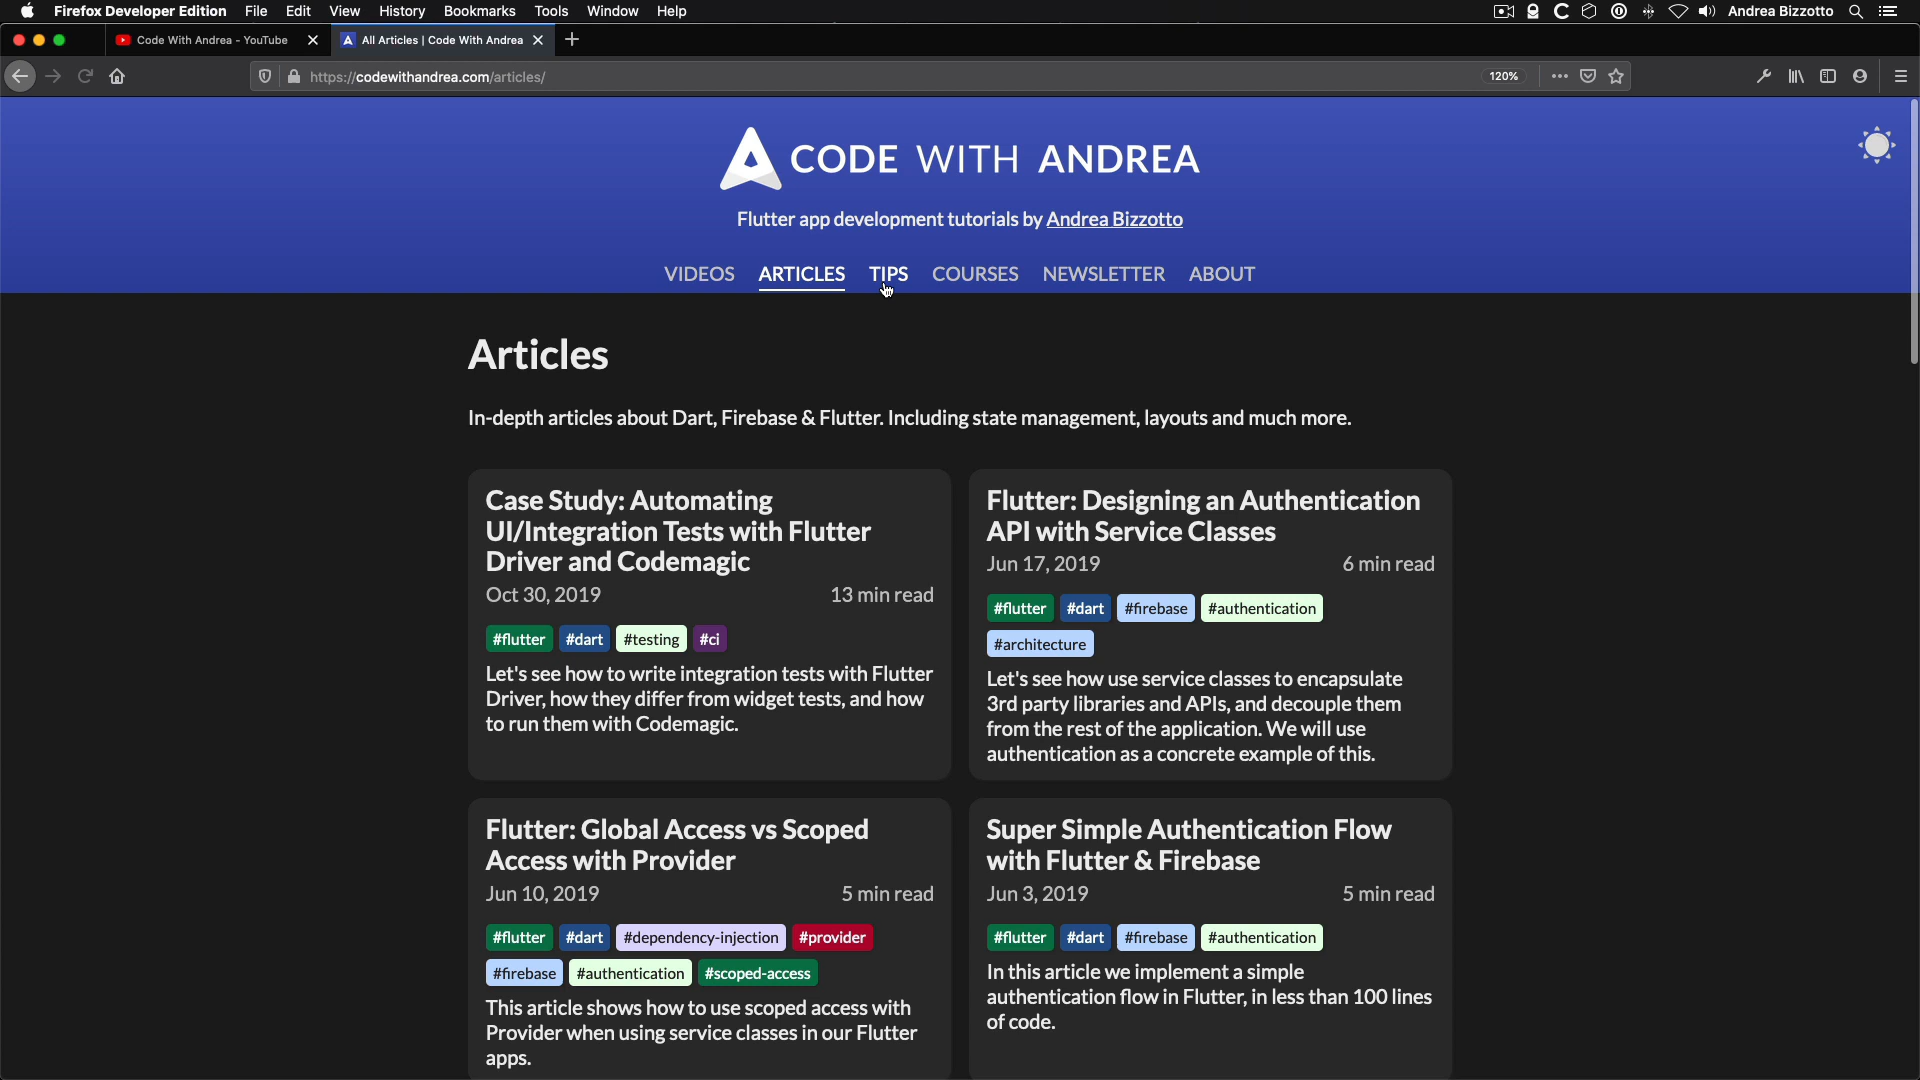 Firefox Developer Edition File Edit View History Bookmarks Tools Window Help Andrea Bizzotto
Code With Andrea - YouTube All Articles | Code With Andrea
https://codewithandrea.com/articles/ 120%
CODE WITH ANDREA
Flutter app development tutorials by Andrea Bizzotto
VIDEOS ARTICLES TIPS COURSES NEWSLETTER ABOUT
Articles
In-depth articles about Dart, Firebase & Flutter. Including state management, layouts and much more.
Case Study: Automating
UI/Integration Tests with Flutter
Driver and Codemagic
Oct 30, 2019 13 min read
#flutter #dart #testing #ci
Let's see how to write integration tests with Flutter
Driver, how they differ from widget tests, and how
to run them with Codemagic.
Flutter: Designing an Authentication
API with Service Classes
Jun 17, 2019 6 min read
#flutter #dart #firebase #authentication
#architecture
Let's see how use service classes to encapsulate
3rd party libraries and APIs, and decouple them
from the rest of the application. We will use
authentication as a concrete example of this.
Flutter: Global Access vs Scoped
Access with Provider
Jun 10, 2019 5 min read
#flutter #dart #dependency-injection #provider
#firebase #authentication #scoped-access
This article shows how to use scoped access with
Provider when using service classes in our Flutter
apps.
Super Simple Authentication Flow
with Flutter & Firebase
Jun 3, 2019 5 min read
#flutter #dart #firebase #authentication
In this article we implement a simple
authentication flow in Flutter, in less than 100 lines
of code.